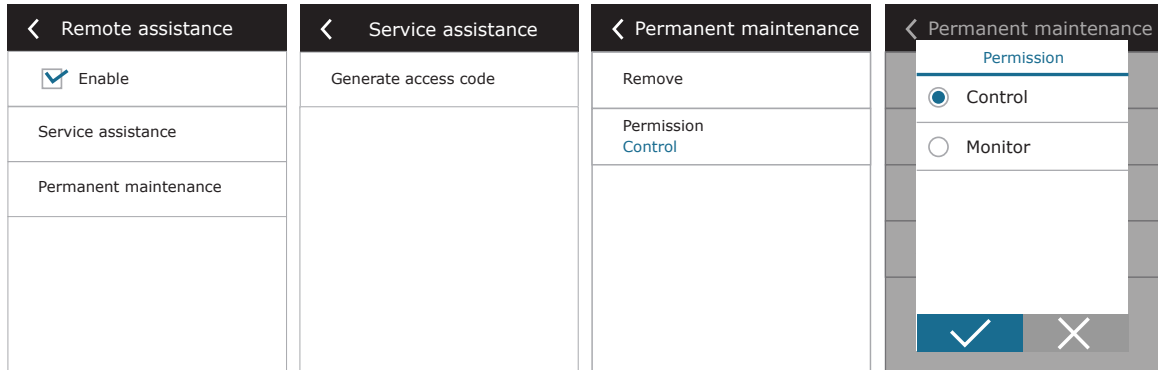 Remote assistance
Enable
Service assistance
Permanent maintenance
Service assistance
Generate access code
Permanent maintenance
Remove
Permission
Control
Permanent maintenance
Permission
Control
Monitor